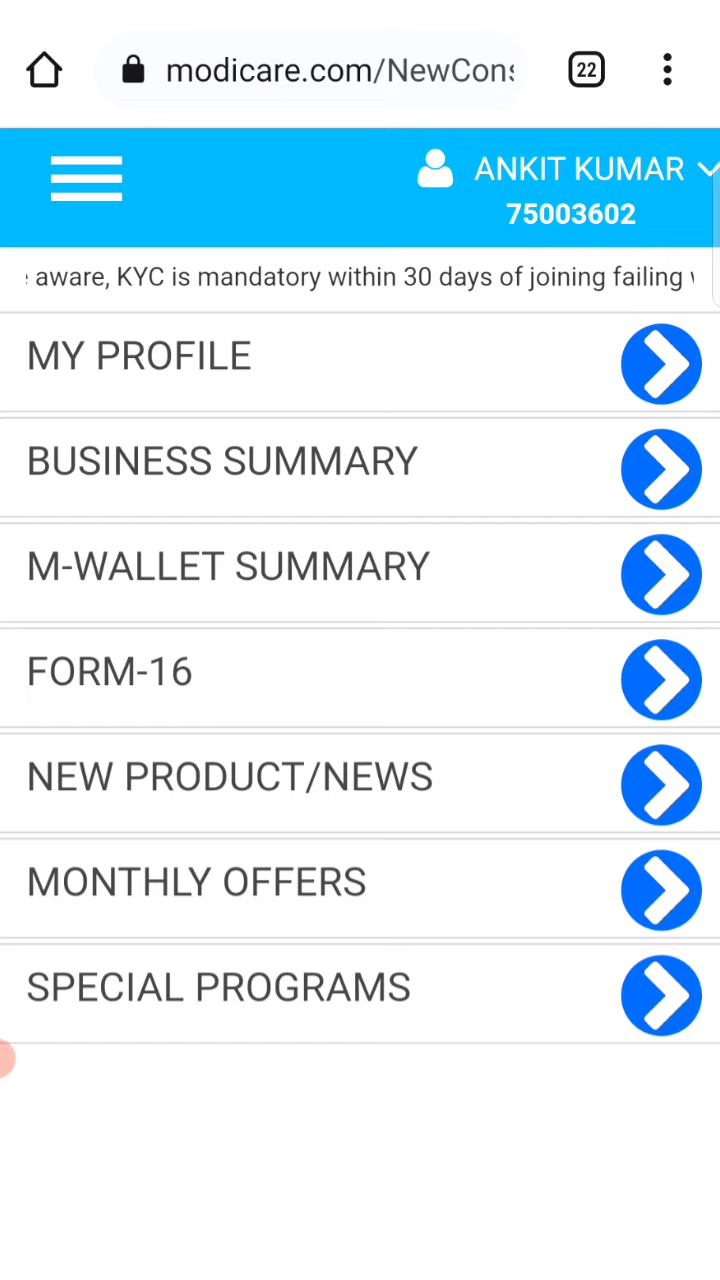 modicare.com/NewCons
22
ANKIT KUMAR
75003602
aware, KYC is mandatory within 30 days of joining failing
MY PROFILE
BUSINESS SUMMARY
M-WALLET SUMMARY
FORM-16
NEW PRODUCT/NEWS
MONTHLY OFFERS
SPECIAL PROGRAMS